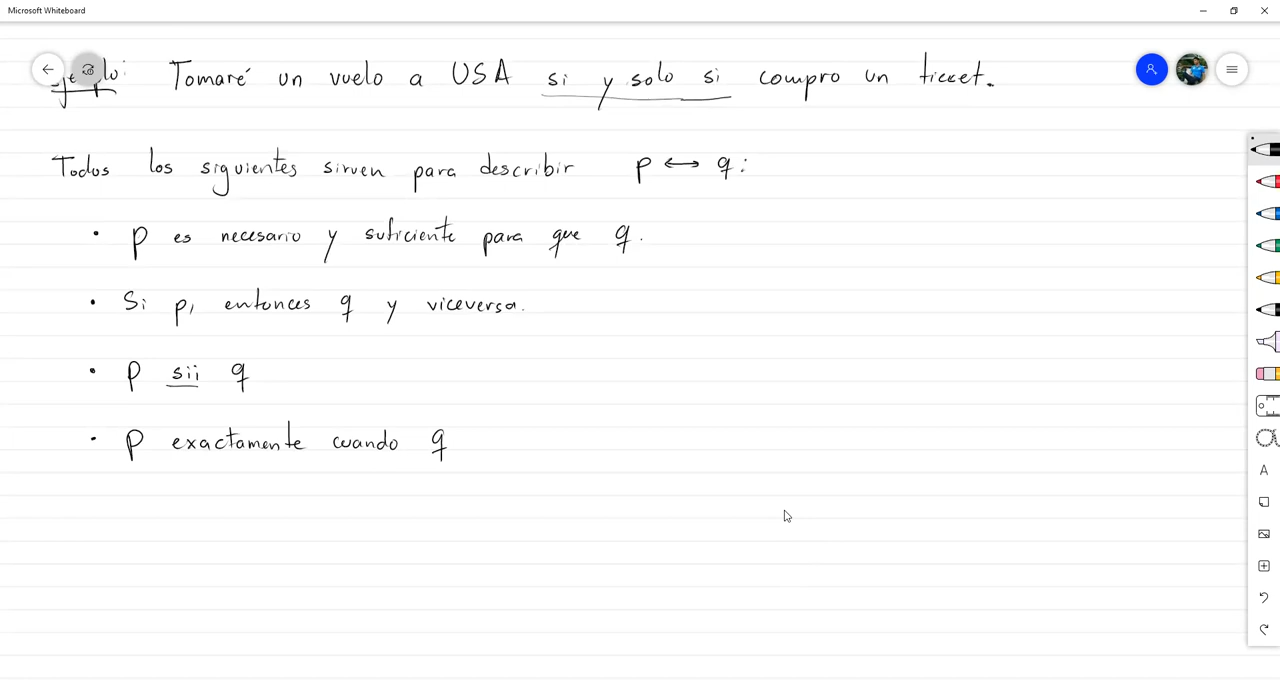 Microsoft Whiteboard
Tomaré un vuelo a USA si y solo si compro un ticket.
Todos los siguientes sirven para describir p ↔ q:
• p es necesario y suficiente para que q.
• Si p, entonces q y viceversa.
• p sii q
• p exactamente cuando q
A